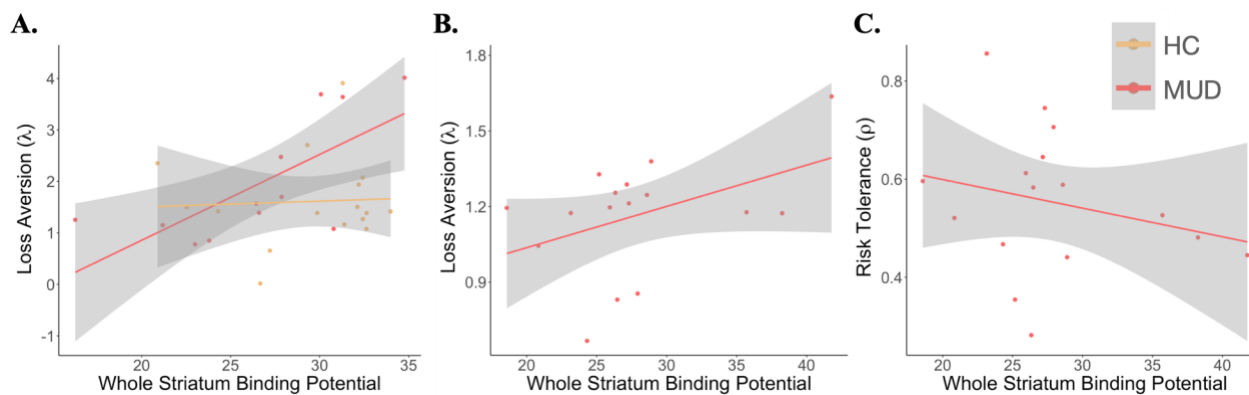 A.
Loss Aversion (λ)
4
3
2
1
0
-1
20
25
30
35
Whole Striatum Binding Potential
B.
Loss Aversion (λ)
1.8
1.5
1.2
0.9
20
25
30
35
40
Whole Striatum Binding Potential
C.
Risk Tolerance (ρ)
0.8
0.6
0.4
20
25
30
35
40
Whole Striatum Binding Potential
HC
MUD